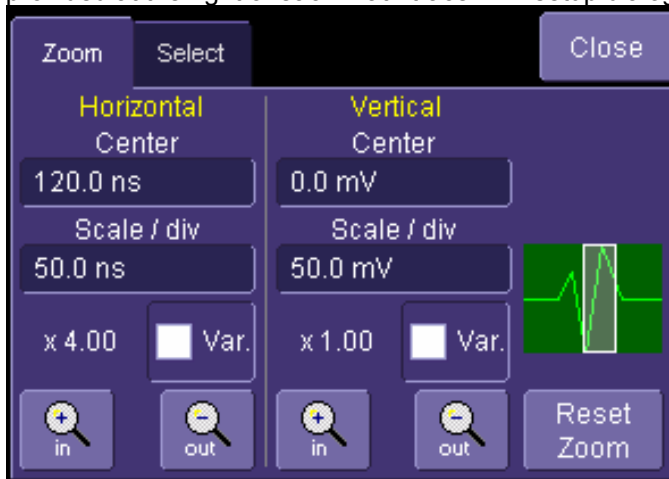 Zoom Select Close
Horizontal Vertical
Center Center
120.0 ns 0.0 mV
Scale / div Scale / div
50.0 ns 50.0 mV
x 4.00 Var. x 1.00 Var.
in out in out Reset
Zoom